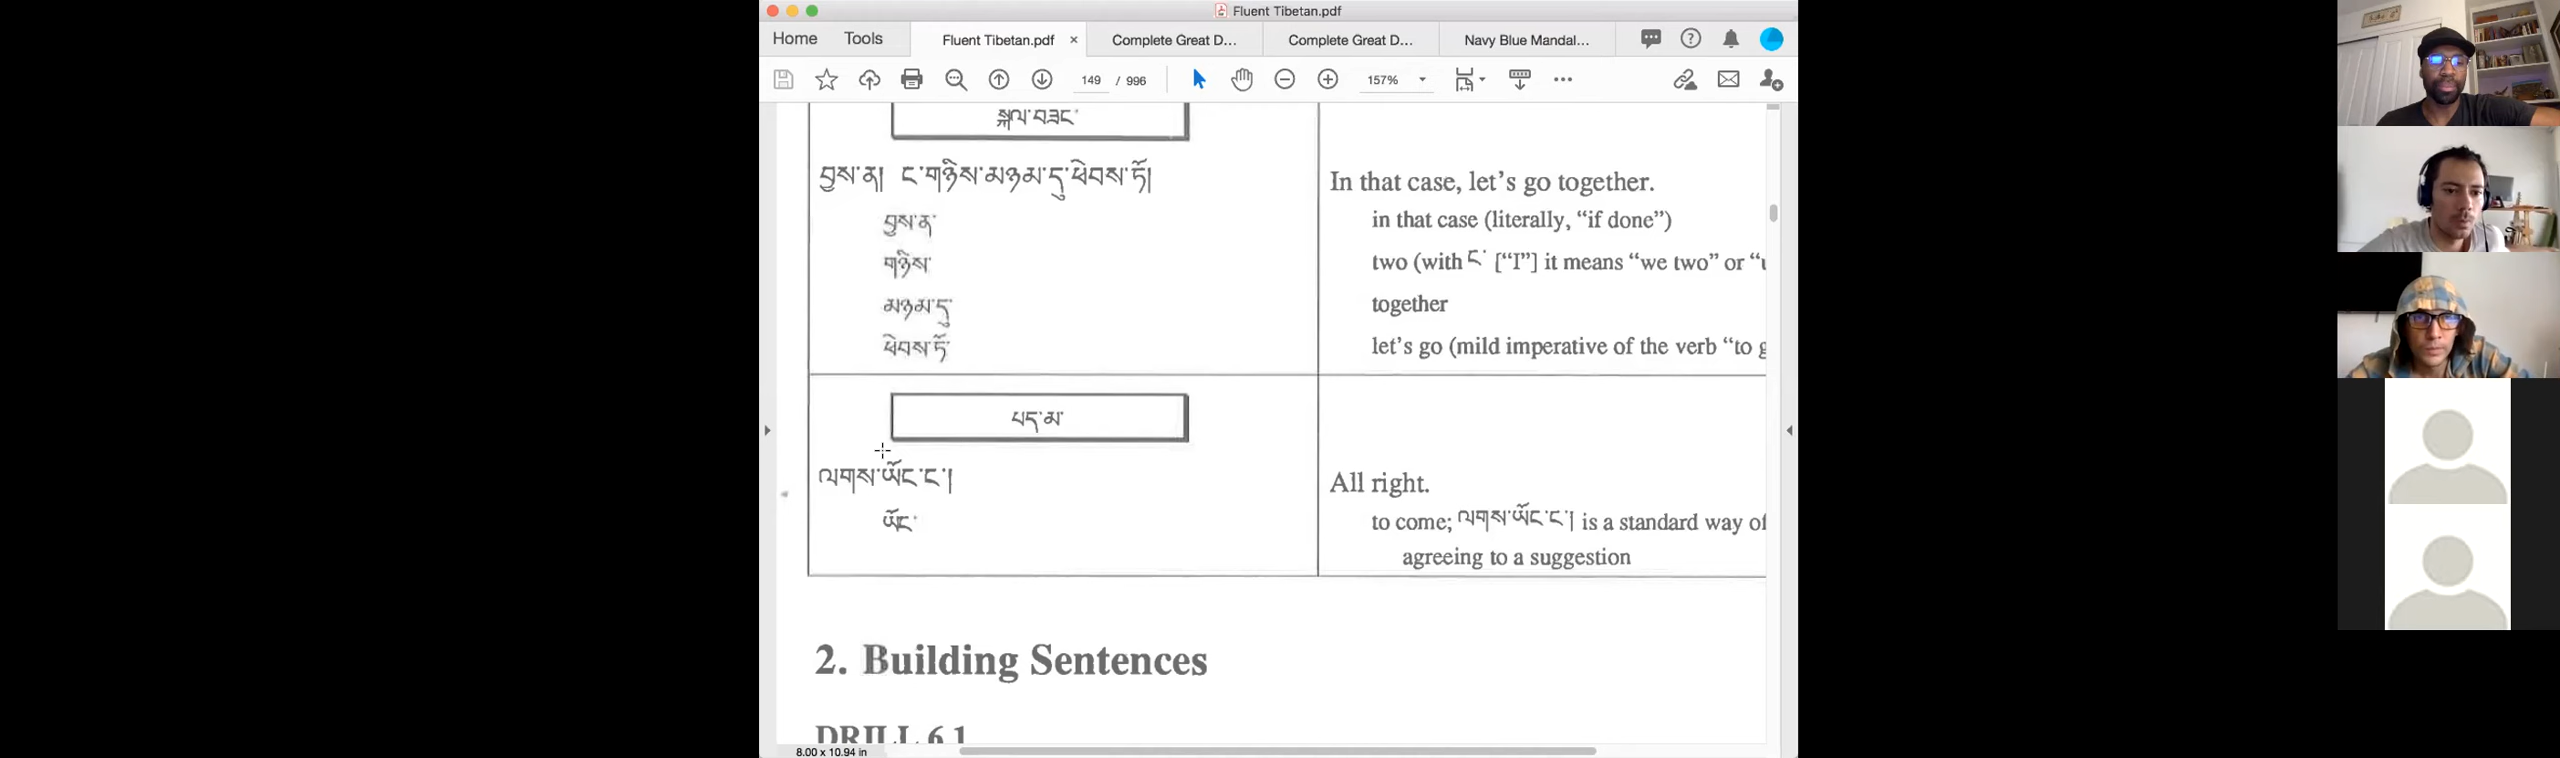 Fluent Tibetan.pdf
Home Tools Fluent Tibetan.pdf × Complete Great D... Complete Great D... Navy Blue Mandal...
149 / 996 157%
སྐལ་བཟང་
བྱས་ན། ང་གཉིས་མཉམ་དུ་ཕེབས་ཏོ།
In that case, let's go together.
བྱས་ན་
in that case (literally, “if done”)
གཉིས་
two (with ང་ [“I”] it means “we two” or
མཉམ་དུ་
together
ཕེབས་ཏོ་
let's go (mild imperative of the verb “to
པད་མ་
ལགས་ཡོང་ང་།
All right.
ཡོང་
to come; ལགས་ཡོང་ང་། is a standard way of
agreeing to a suggestion
2. Building Sentences
DRILL 6.1
8.00 x 10.94 in